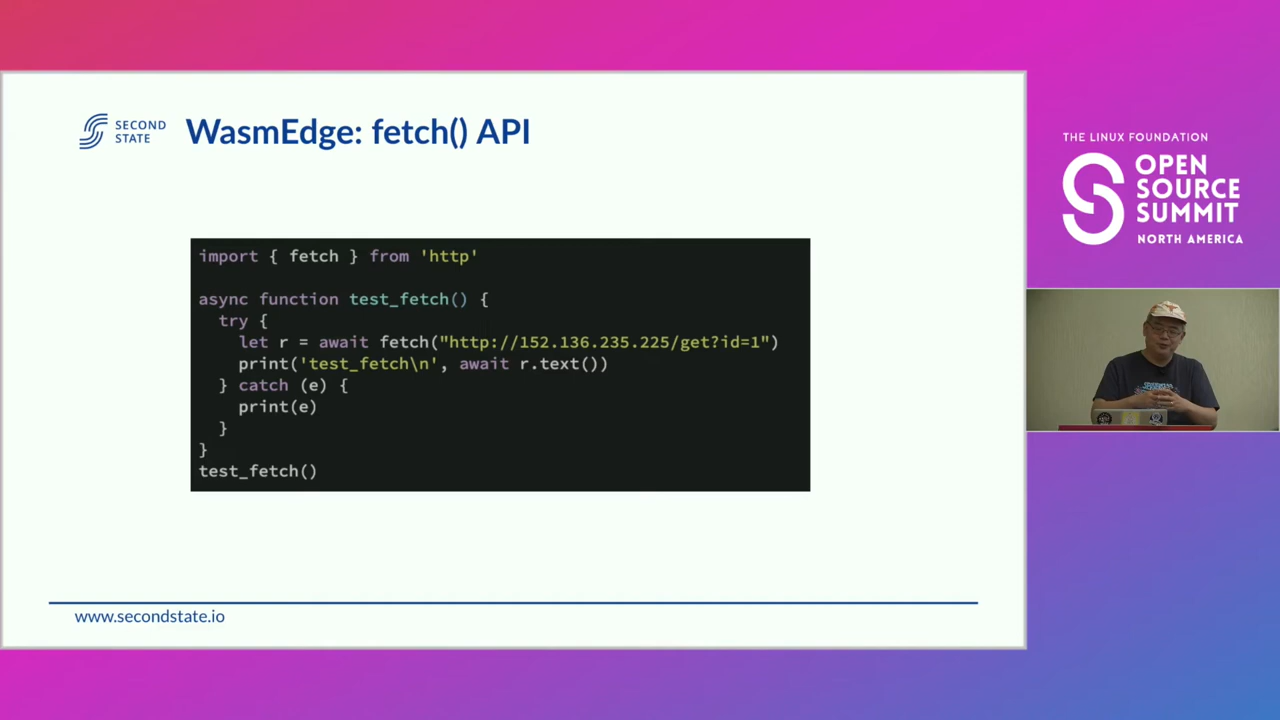 SECOND
STATE
WasmEdge: fetch() API
import { fetch } from 'http'
async function test_fetch() {
  try {
    let r = await fetch("http://152.136.235.225/get?id=1")
    print('test_fetch\n', await r.text())
  } catch (e) {
    print(e)
  }
}
test_fetch()
www.secondstate.io
THE LINUX FOUNDATION
OPEN
SOURCE
SUMMIT
NORTH AMERICA